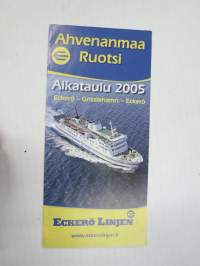 Ahvenanmaa
Ruotsi
Aikataulu 2005
Eckerö – Grisslehamn – Eckerö
ECKERÖ LINJEN
www.eckerolinjen.fi